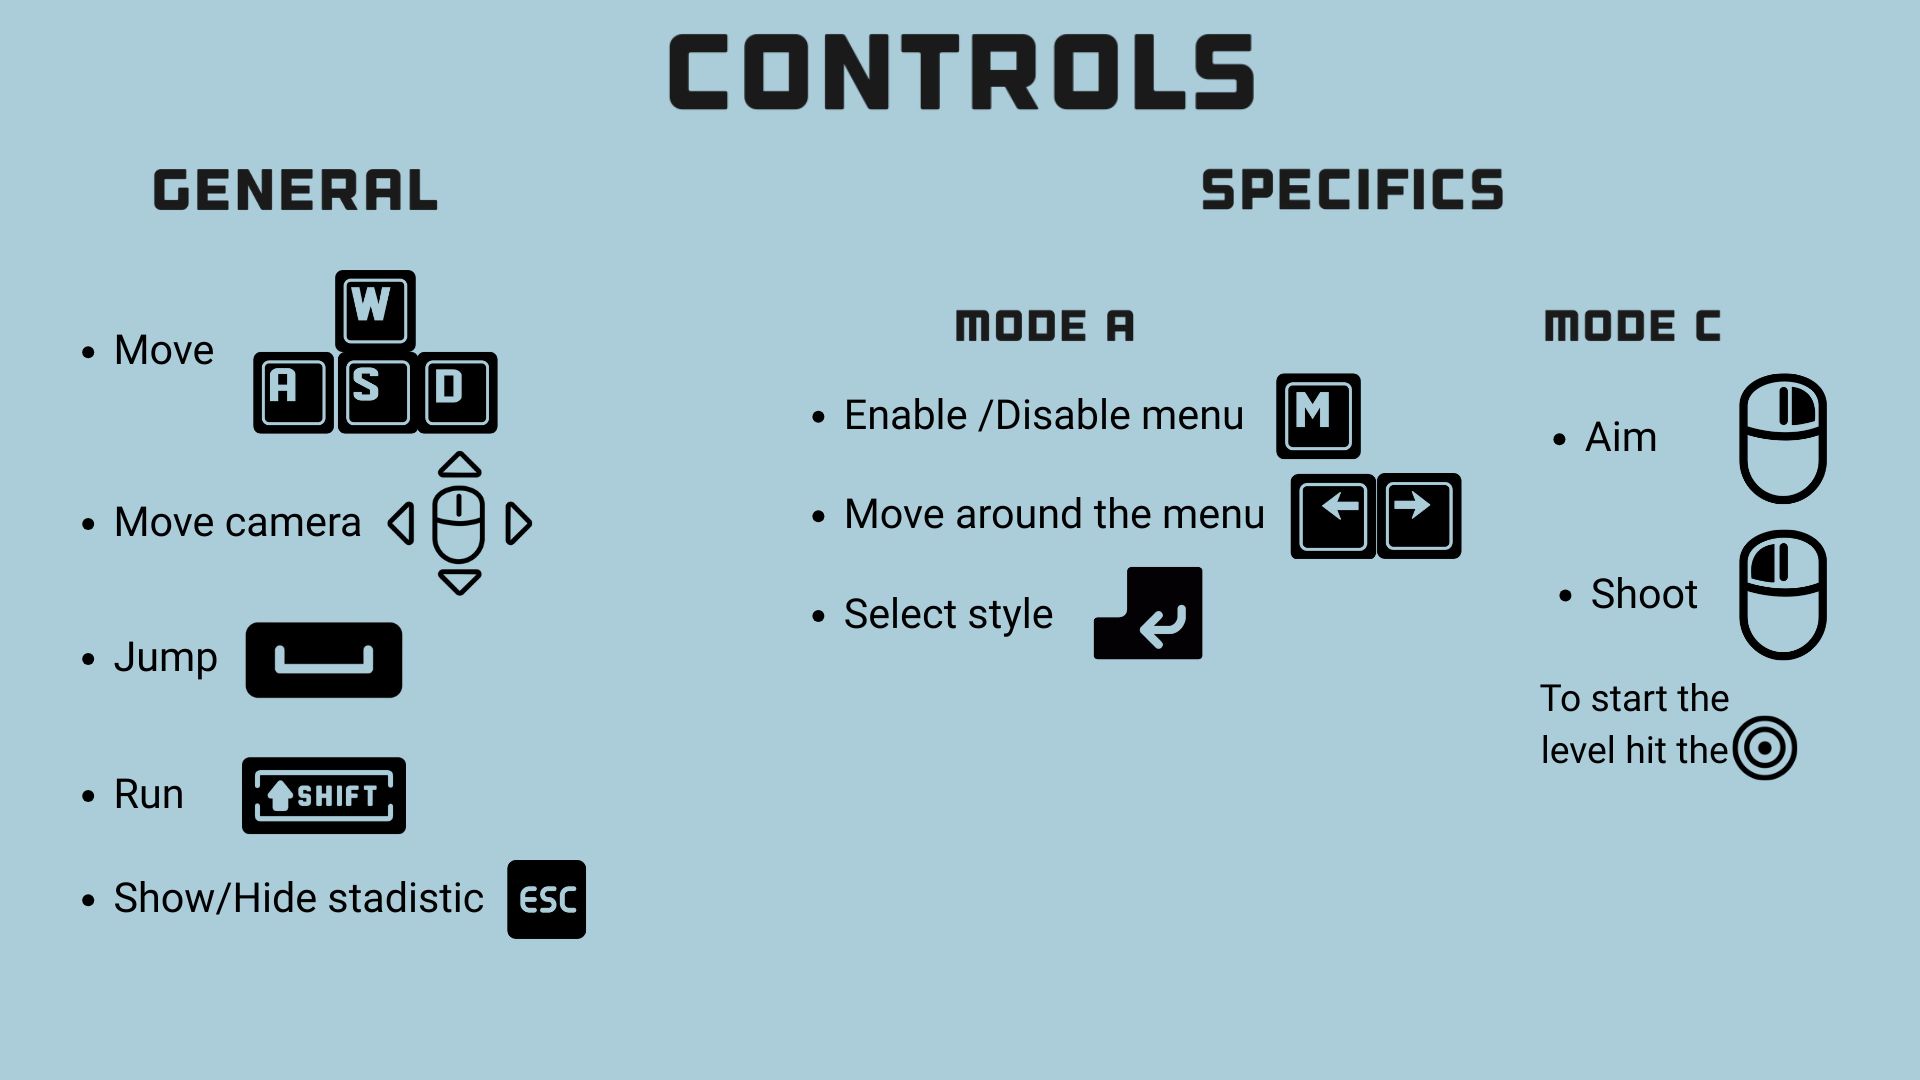 CONTROLS
GENERAL
SPECIFICS
W
• Move
A S D
• Move camera
• Jump
• Run
SHIFT
• Show/Hide stadistic
ESC
MODE A
• Enable /Disable menu
M
• Move around the menu
• Select style
MODE C
• Aim
• Shoot
To start the
level hit the